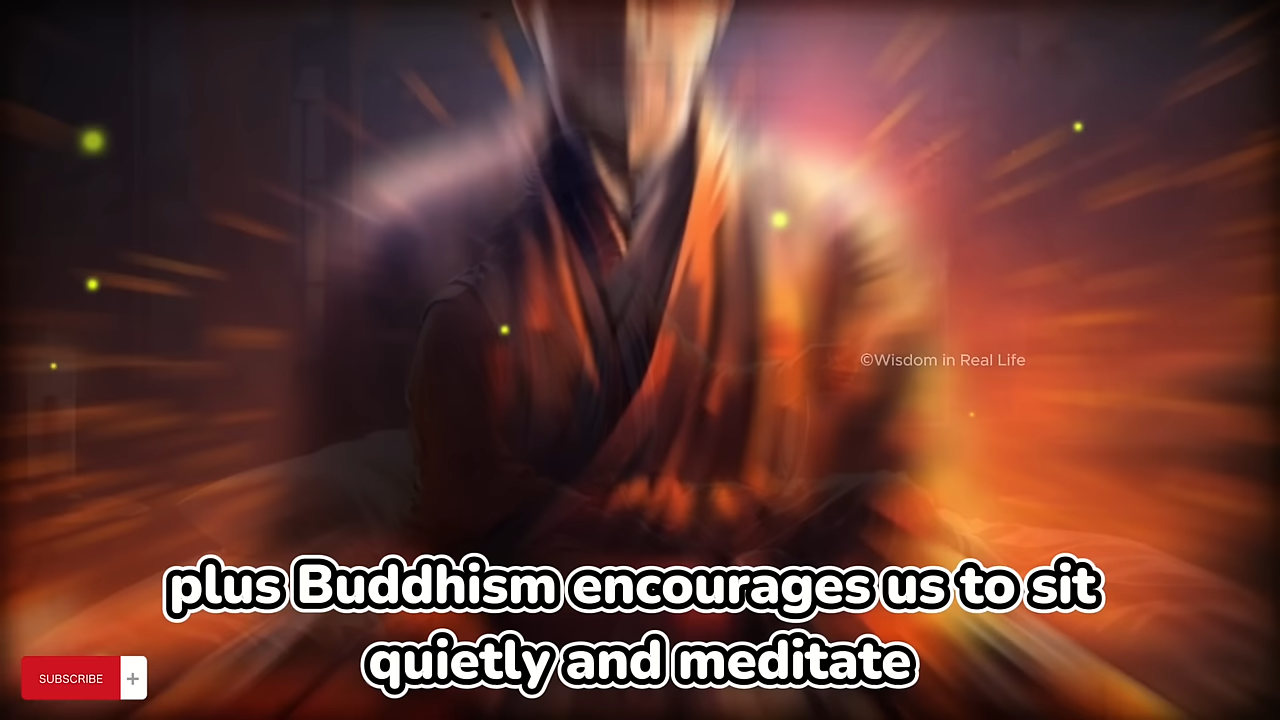 ©Wisdom in Real Life
plus Buddhism encourages us to sit
quietly and meditate
SUBSCRIBE +